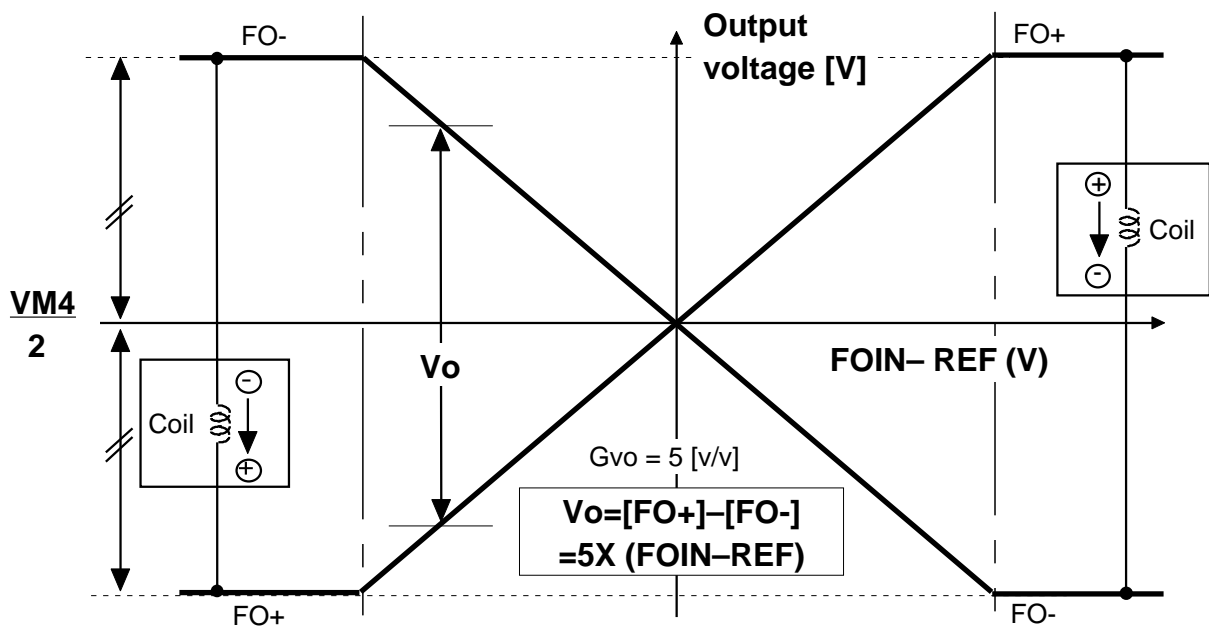 FO-
Output
voltage [V]
FO+
+
-
Coil
VM4
2
Vo
FOIN– REF (V)
Coil
-
+
Gvo = 5 [v/v]
Vo=[FO+]–[FO-]
=5X (FOIN–REF)
FO+
FO-